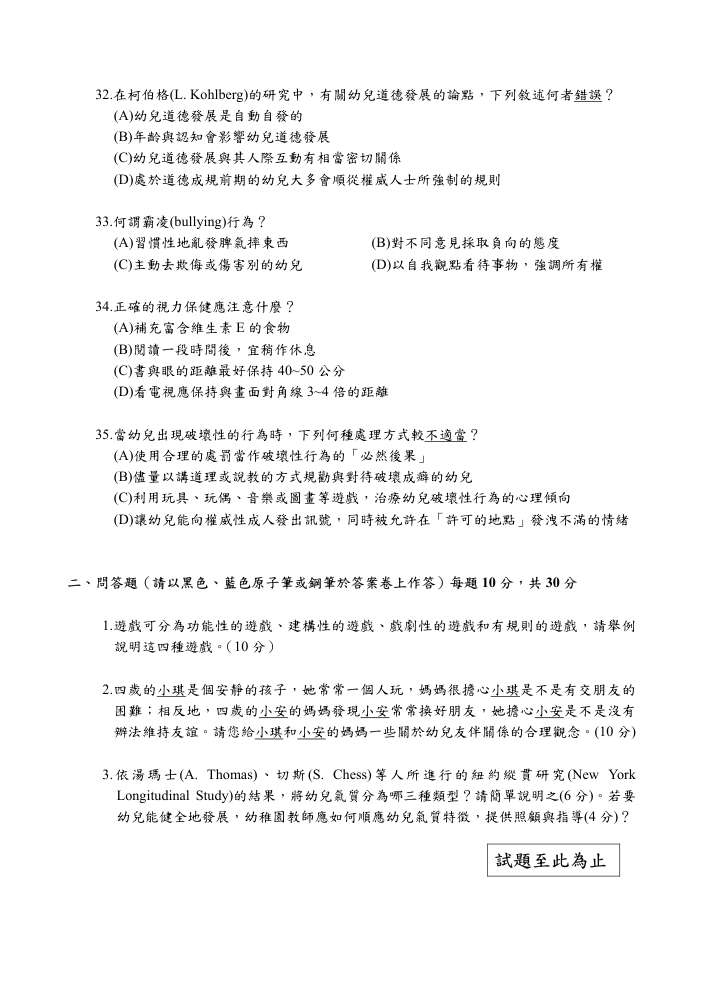 32.在柯伯格(L. Kohlberg)的研究中，有關幼兒道德發展的論點，下列敘述何者錯誤？
(A)幼兒道德發展是自動自發的
(B)年齡與認知會影響幼兒道德發展
(C)幼兒道德發展與其人際互動有相當密切關係
(D)處於道德成規前期的幼兒大多會順從權威人士所強制的規則
33.何謂霸凌(bullying)行為？
(A)習慣性地亂發脾氣摔東西 (B)對不同意見採取負向的態度
(C)主動去欺侮或傷害別的幼兒 (D)以自我觀點看待事物，強調所有權
34.正確的視力保健應注意什麼？
(A)補充富含維生素 E 的食物
(B)閱讀一段時間後，宜稍作休息
(C)書與眼的距離最好保持 40~50 公分
(D)看電視應保持與畫面對角線 3~4 倍的距離
35.當幼兒出現破壞性的行為時，下列何種處理方式較不適當？
(A)使用合理的處罰當作破壞性行為的「必然後果」
(B)儘量以講道理或說教的方式規勸與對待破壞成癖的幼兒
(C)利用玩具、玩偶、音樂或圖畫等遊戲，治療幼兒破壞性行為的心理傾向
(D)讓幼兒能向權威性成人發出訊號，同時被允許在「許可的地點」發洩不滿的情緒
二、問答題（請以黑色、藍色原子筆或鋼筆於答案卷上作答）每題 10 分，共 30 分
1.遊戲可分為功能性的遊戲、建構性的遊戲、戲劇性的遊戲和有規則的遊戲，請舉例
說明這四種遊戲。（10 分）
2.四歲的小琪是個安靜的孩子，她常常一個人玩，媽媽很擔心小琪是不是有交朋友的
困難；相反地，四歲的小安的媽媽發現小安常常換好朋友，她擔心小安是不是沒有
辦法維持友誼。請您給小琪和小安的媽媽一些關於幼兒友伴關係的合理觀念。(10 分)
3.依湯瑪士(A. Thomas)、切斯(S. Chess)等人所進行的紐約縱貫研究(New York
Longitudinal Study)的結果，將幼兒氣質分為哪三種類型？請簡單說明之(6 分)。若要
幼兒能健全地發展，幼稚園教師應如何順應幼兒氣質特徵，提供照顧與指導(4 分)？
試題至此為止